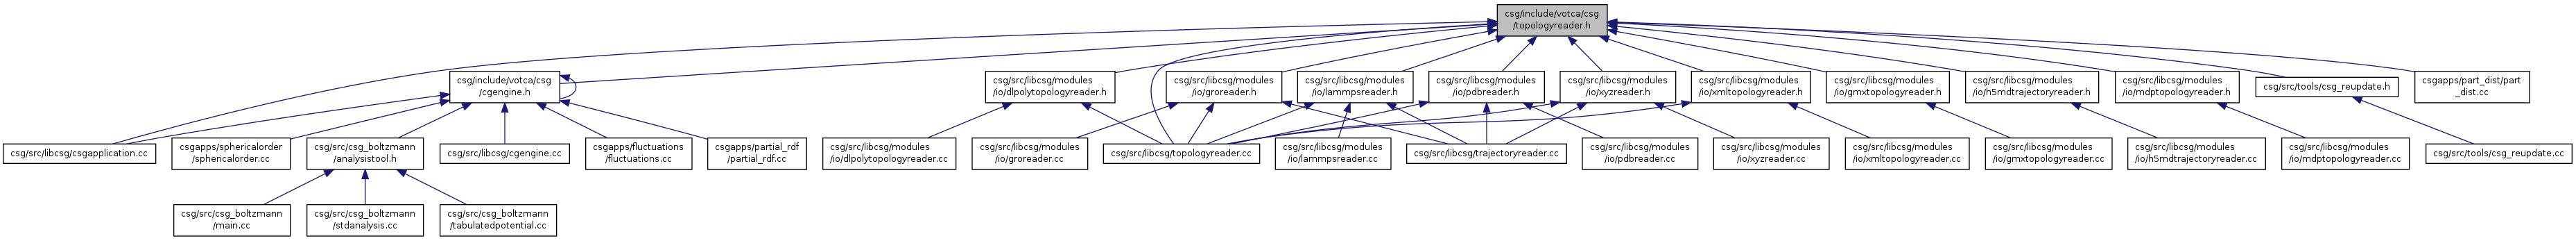 csg/include/votca/csg
/topologyreader.h
csg/include/votca/csg
/cgengine.h
csg/src/libcsg/modules
/io/dlpolytopologyreader.h
csg/src/libcsg/modules
/io/groreader.h
csg/src/libcsg/modules
/io/lammpsreader.h
csg/src/libcsg/modules
/io/pdbreader.h
csg/src/libcsg/modules
/io/xyzreader.h
csg/src/libcsg/modules
/io/xmltopologyreader.h
csg/src/libcsg/modules
/io/gmxtopologyreader.h
csg/src/libcsg/modules
/io/h5mdtrajectoryreader.h
csg/src/libcsg/modules
/io/mdptopologyreader.h
csg/src/tools/csg_reupdate.h
csgapps/part_dist/part
_dist.cc
csg/src/libcsg/csgapplication.cc
csgapps/sphericalorder
/sphericalorder.cc
csg/src/csg_boltzmann
/analysistool.h
csg/src/libcsg/cgengine.cc
csgapps/fluctuations
/fluctuations.cc
csgapps/partial_rdf
/partial_rdf.cc
csg/src/libcsg/modules
/io/dlpolytopologyreader.cc
csg/src/libcsg/modules
/io/groreader.cc
csg/src/libcsg/topologyreader.cc
csg/src/libcsg/modules
/io/lammpsreader.cc
csg/src/libcsg/trajectoryreader.cc
csg/src/libcsg/modules
/io/pdbreader.cc
csg/src/libcsg/modules
/io/xyzreader.cc
csg/src/libcsg/modules
/io/xmltopologyreader.cc
csg/src/libcsg/modules
/io/gmxtopologyreader.cc
csg/src/libcsg/modules
/io/h5mdtrajectoryreader.cc
csg/src/libcsg/modules
/io/mdptopologyreader.cc
csg/src/tools/csg_reupdate.cc
csg/src/csg_boltzmann
/main.cc
csg/src/csg_boltzmann
/stdanalysis.cc
csg/src/csg_boltzmann
/tabulatedpotential.cc